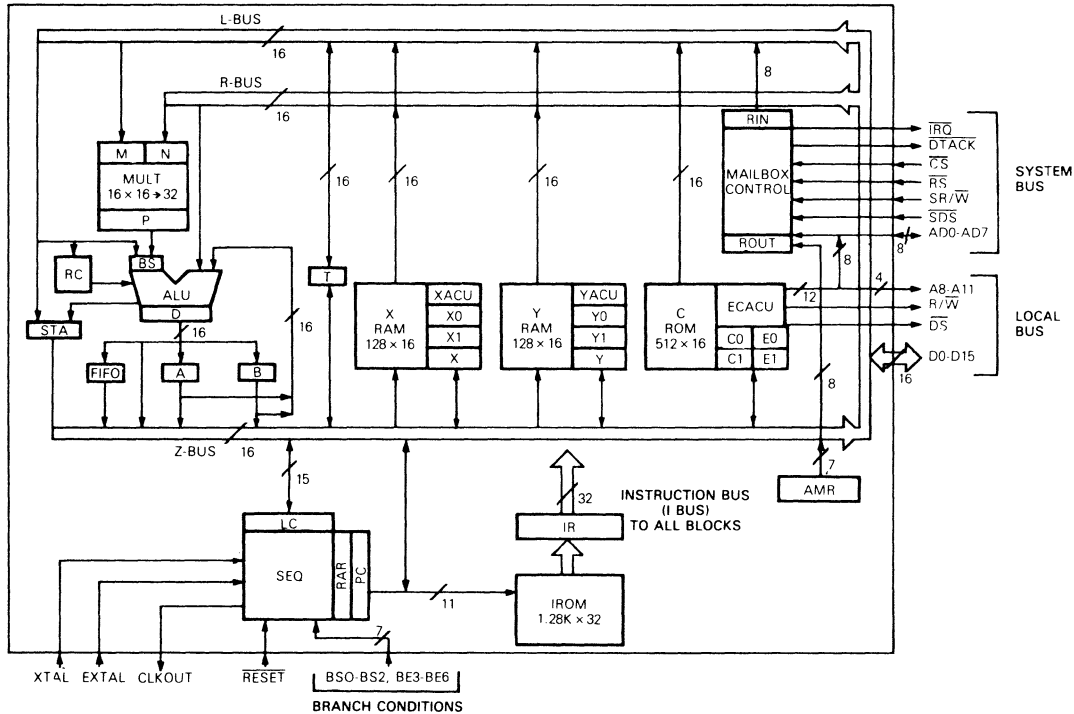 L-BUS
16
R-BUS
16
8
RIN
IRQ
DTACK
CS
RS
SR/W
SDS
AD0-AD7
SYSTEM
BUS
MAILBOX
CONTROL
ROUT
8
8
M
N
MULT
16 × 16 → 32
P
16
16
16
16
BS
RC
ALU
D
STA
16
16
FIFO
A
B
T
X
RAM
128 × 16
XACU
X0
X1
X
Y
RAM
128 × 16
YACU
Y0
Y1
Y
C
ROM
512 × 16
ECACU
C0
E0
C1
E1
12
4
A8-A11
R/W
DS
D0-D15
16
LOCAL
BUS
8
Z-BUS
16
7
AMR
15
32
INSTRUCTION BUS
(I BUS)
TO ALL BLOCKS
IR
LC
SEQ
RAR
PC
11
IROM
1.28K × 32
7
XTAL
EXTAL
CLKOUT
RESET
BS0-BS2, BE3-BE6
BRANCH CONDITIONS